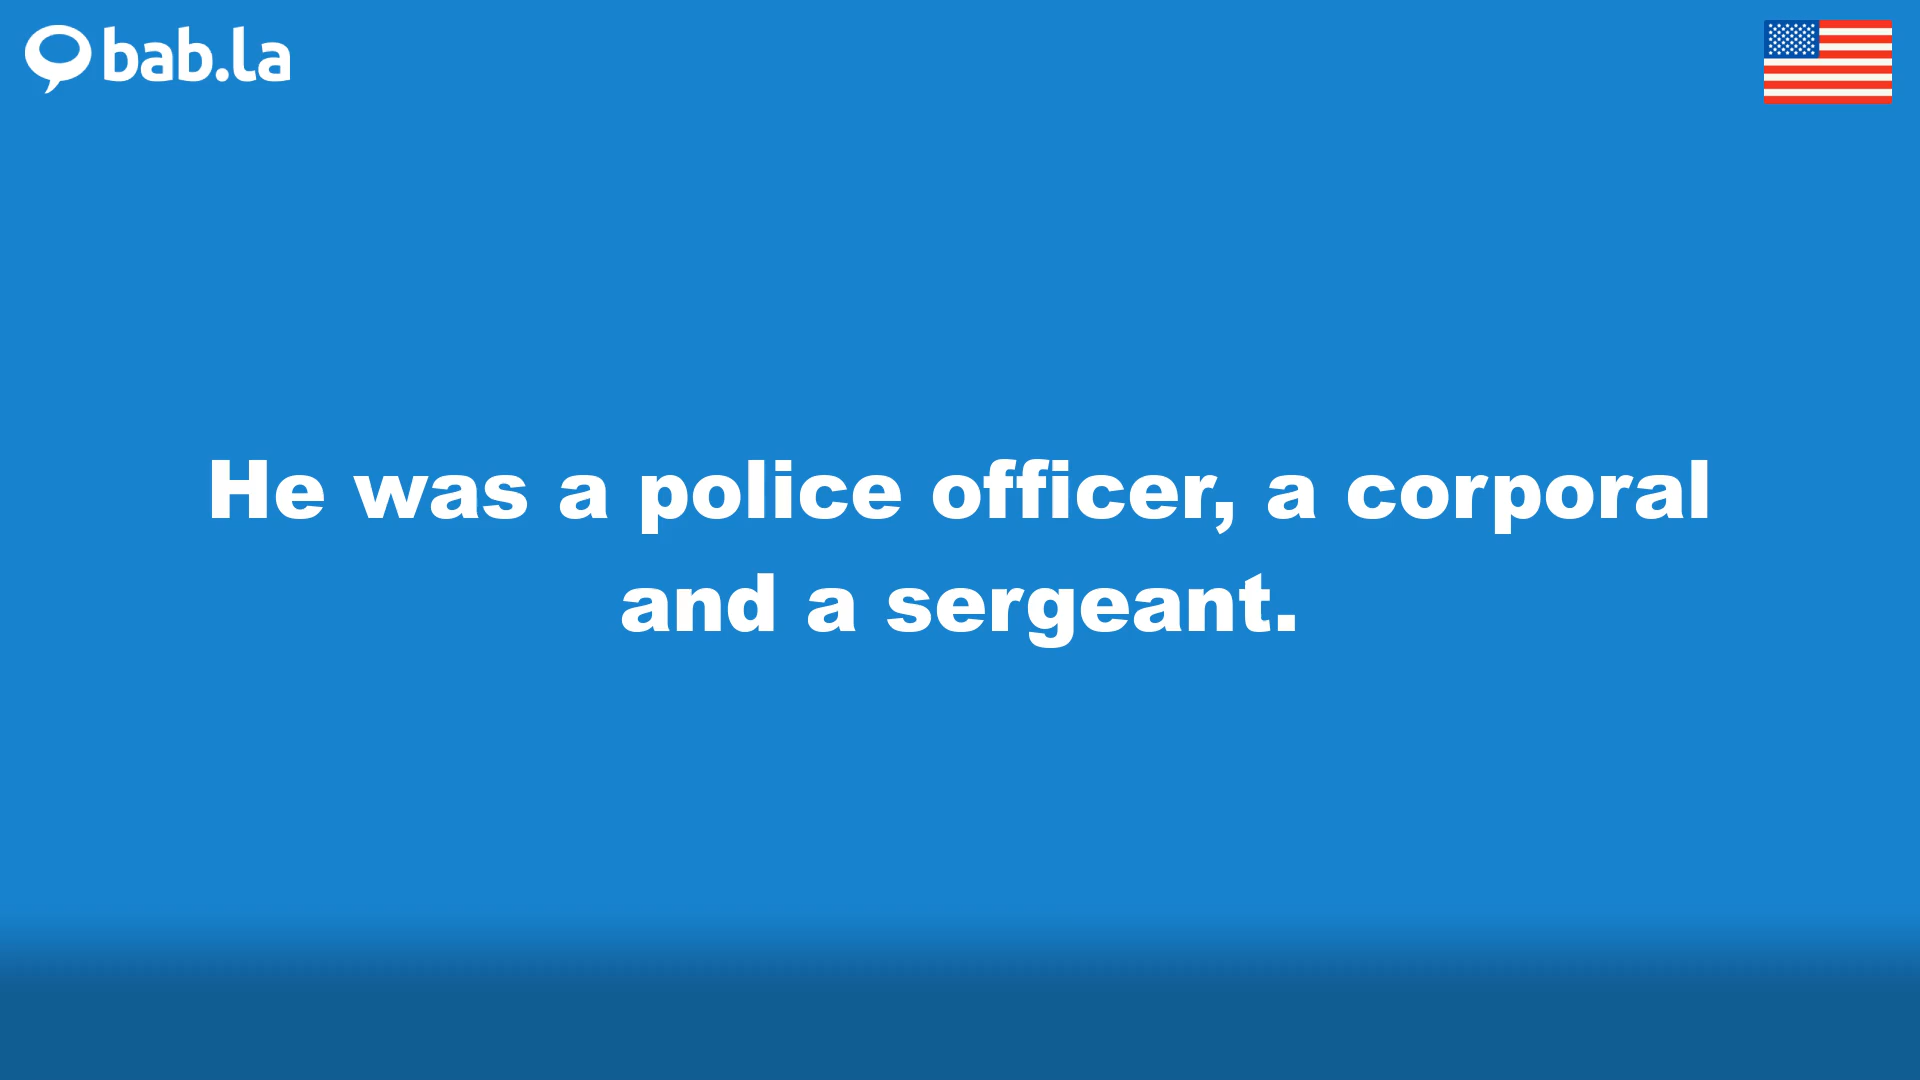 bab.la
He was a police officer, a corporal
and a sergeant.